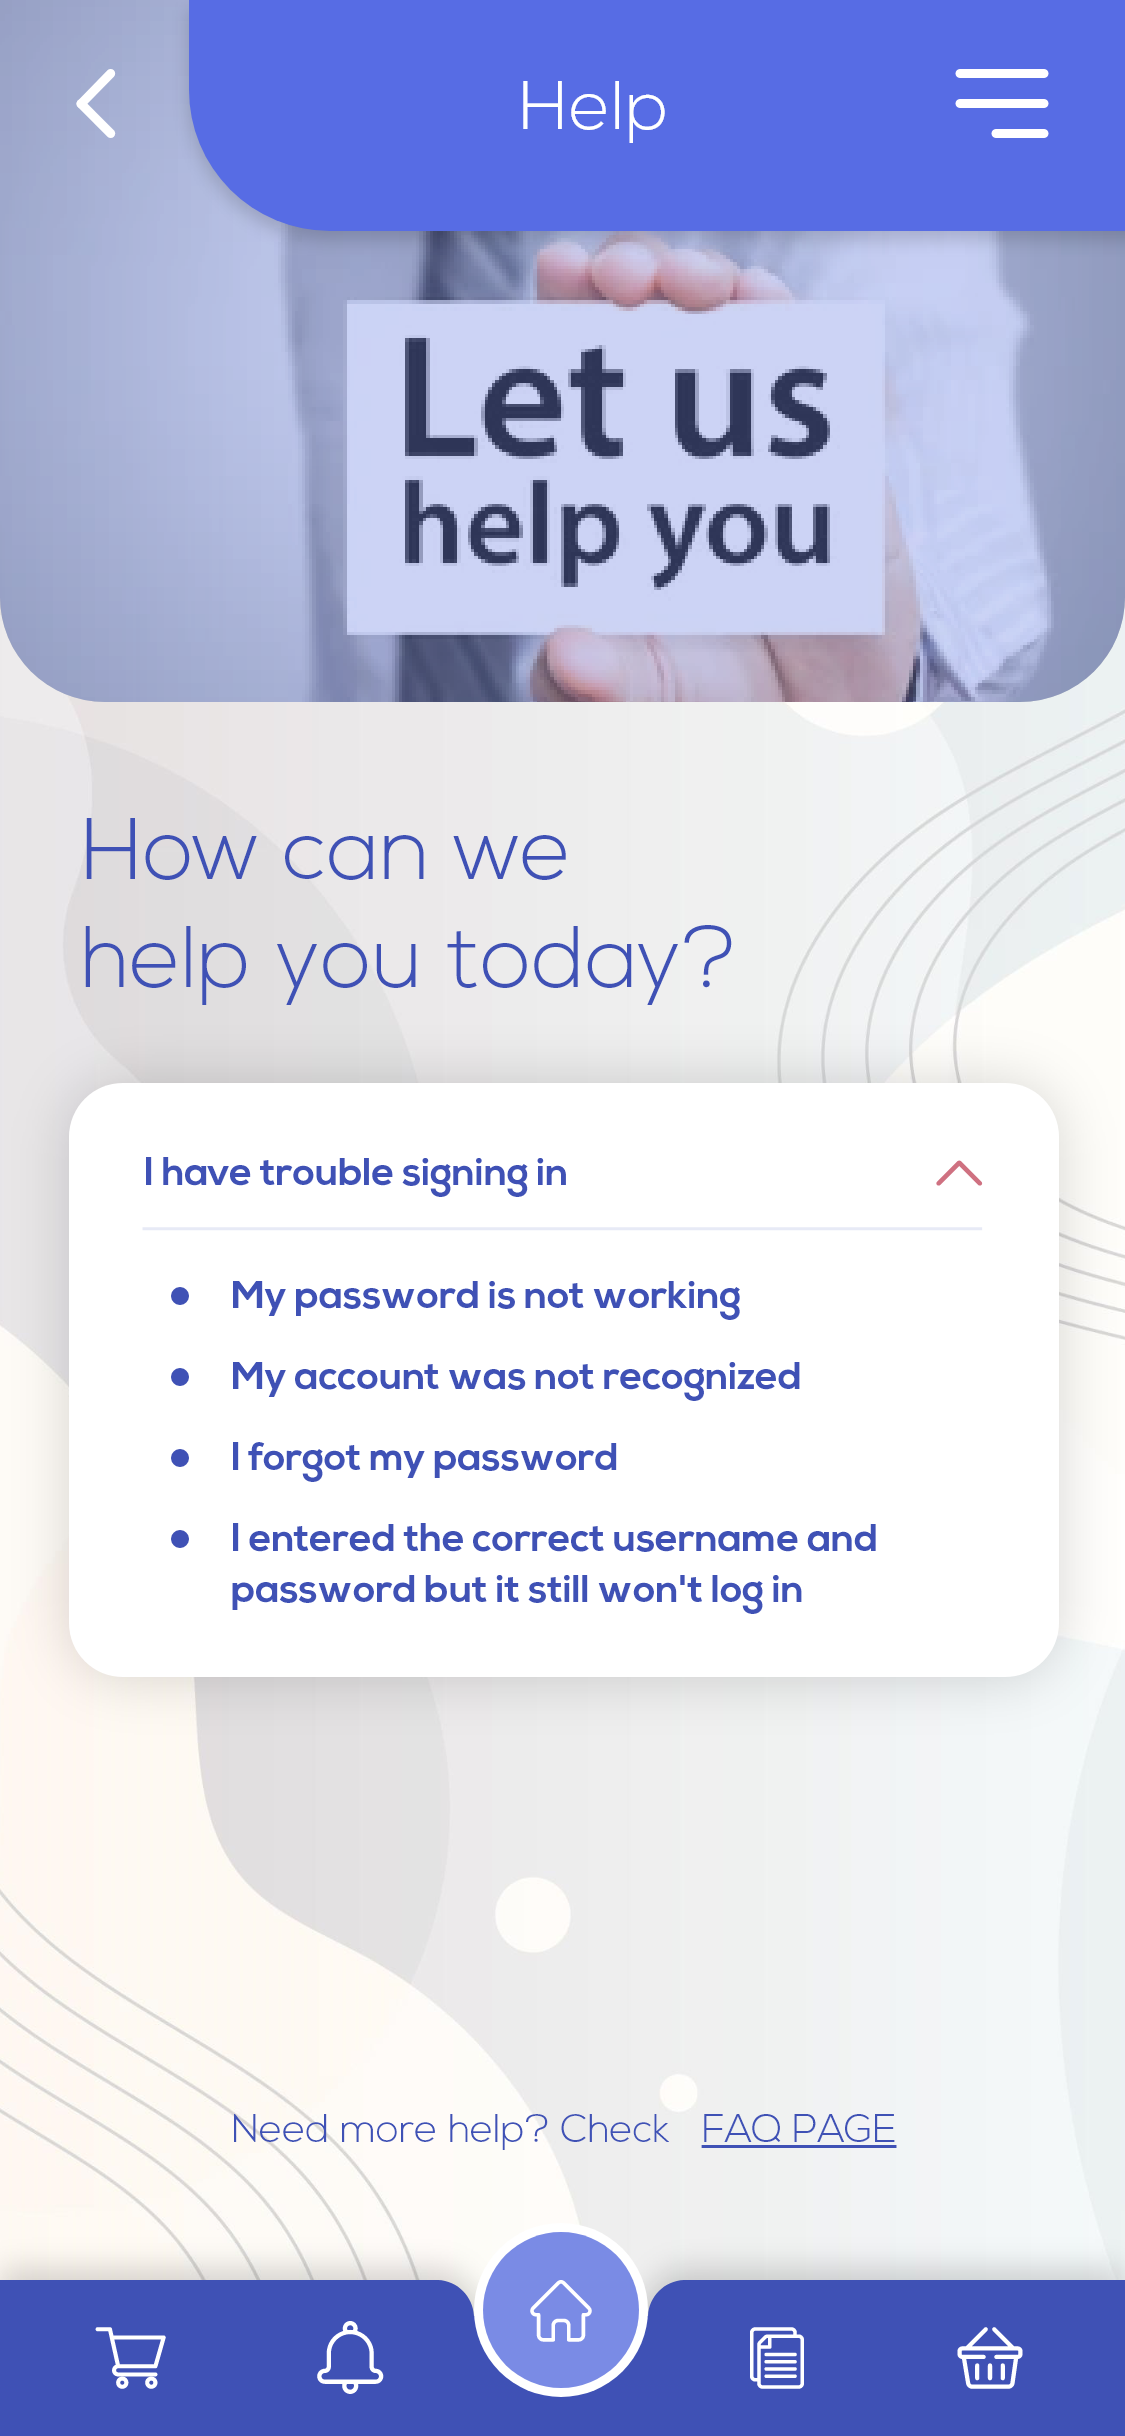 Help
Let us
help you
How can we
help you today?
I have trouble signing in
My password is not working
My account was not recognized
I forgot my password
I entered the correct username and
password but it still won't log in
Need more help? Check FAQ PAGE